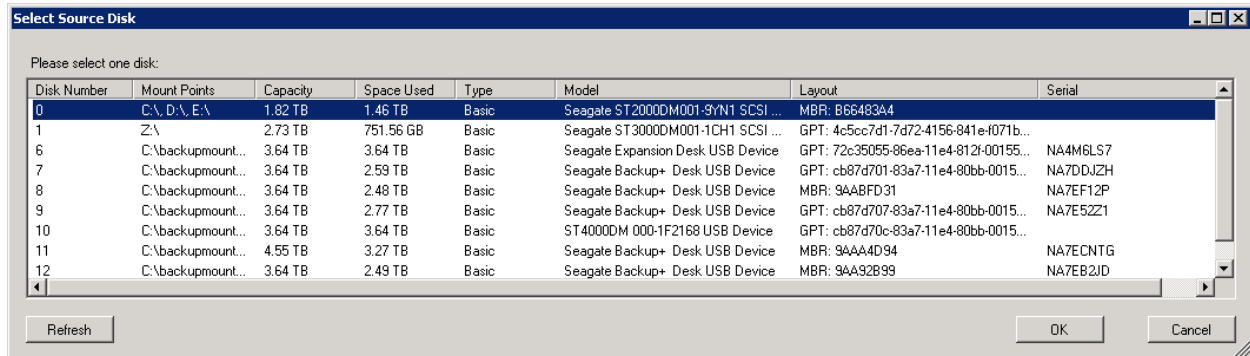 Select Source Disk
Please select one disk:
Disk Number Mount Points Capacity Space Used Type Model Layout Serial
0 C:\, D:\, E:\ 1.82 TB 1.46 TB Basic Seagate ST2000DM001-9YN1 SCSI ... MBR: B66483A4
1 Z:\ 2.73 TB 751.56 GB Basic Seagate ST3000DM001-1CH1 SCSI ... GPT: 4c5cc7d1-7d72-4156-841e-f071b...
6 C:\backupmount... 3.64 TB 3.64 TB Basic Seagate Expansion Desk USB Device GPT: 72c35055-86ea-11e4-812f-00155... NA4M6LS7
7 C:\backupmount... 3.64 TB 2.59 TB Basic Seagate Backup+ Desk USB Device GPT: cb87d701-83a7-11e4-80bb-0015... NA7DDJZH
8 C:\backupmount... 3.64 TB 2.48 TB Basic Seagate Backup+ Desk USB Device MBR: 9AABFD31 NA7EF12P
9 C:\backupmount... 3.64 TB 2.77 TB Basic Seagate Backup+ Desk USB Device GPT: cb87d707-83a7-11e4-80bb-0015... NA7E52Z1
10 C:\backupmount... 3.64 TB 3.64 TB Basic ST4000DM 000-1F2168 USB Device GPT: cb87d70c-83a7-11e4-80bb-0015...
11 C:\backupmount... 4.55 TB 3.27 TB Basic Seagate Backup+ Desk USB Device MBR: 9AAA4D94 NA7ECNTG
12 C:\backupmount... 3.64 TB 2.49 TB Basic Seagate Backup+ Desk USB Device MBR: 9AA92B99 NA7EB2JD
Refresh OK Cancel